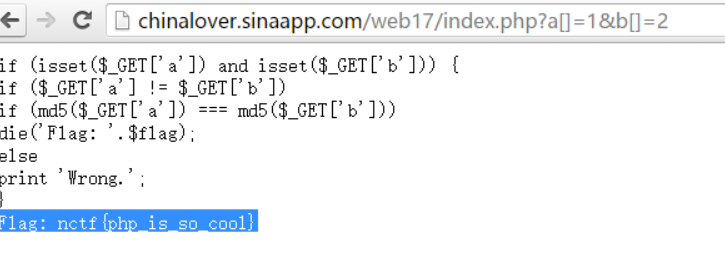 chinalover.sinaapp.com/web17/index.php?a[]=1&b[]=2
if (isset($_GET['a']) and isset($_GET['b'])) {
if ($_GET['a'] != $_GET['b'])
if (md5($_GET['a']) === md5($_GET['b']))
die('Flag: '.$flag);
else
print 'Wrong.';
}
Flag: nctf{php_is_so_cool}